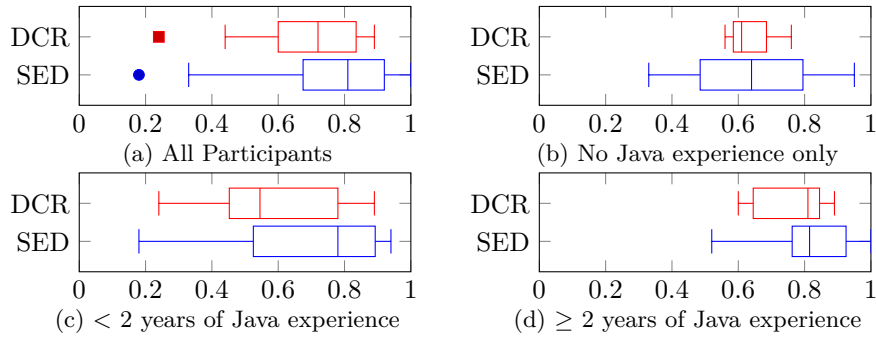 DCR
SED
0 0.2 0.4 0.6 0.8 1
(a) All Participants
DCR
SED
0 0.2 0.4 0.6 0.8 1
(b) No Java experience only
DCR
SED
0 0.2 0.4 0.6 0.8 1
(c) < 2 years of Java experience
DCR
SED
0 0.2 0.4 0.6 0.8 1
(d) ≥ 2 years of Java experience